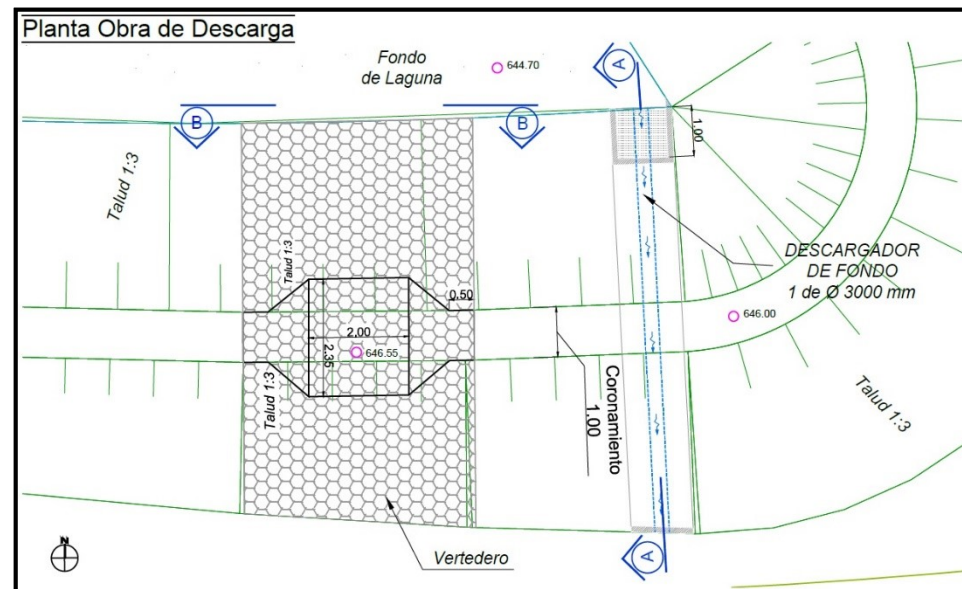 Planta Obra de Descarga
Fondo
de Laguna
644.70
A
B
B
1.00
Talud 1:3
Talud 1:3
DESCARGADOR
DE FONDO
1 de Ø 3000 mm
0.50
646.00
2.00
2.35
646.55
Coronamiento
1.00
Talud 1:3
Talud 1:3
Vertedero
N
A